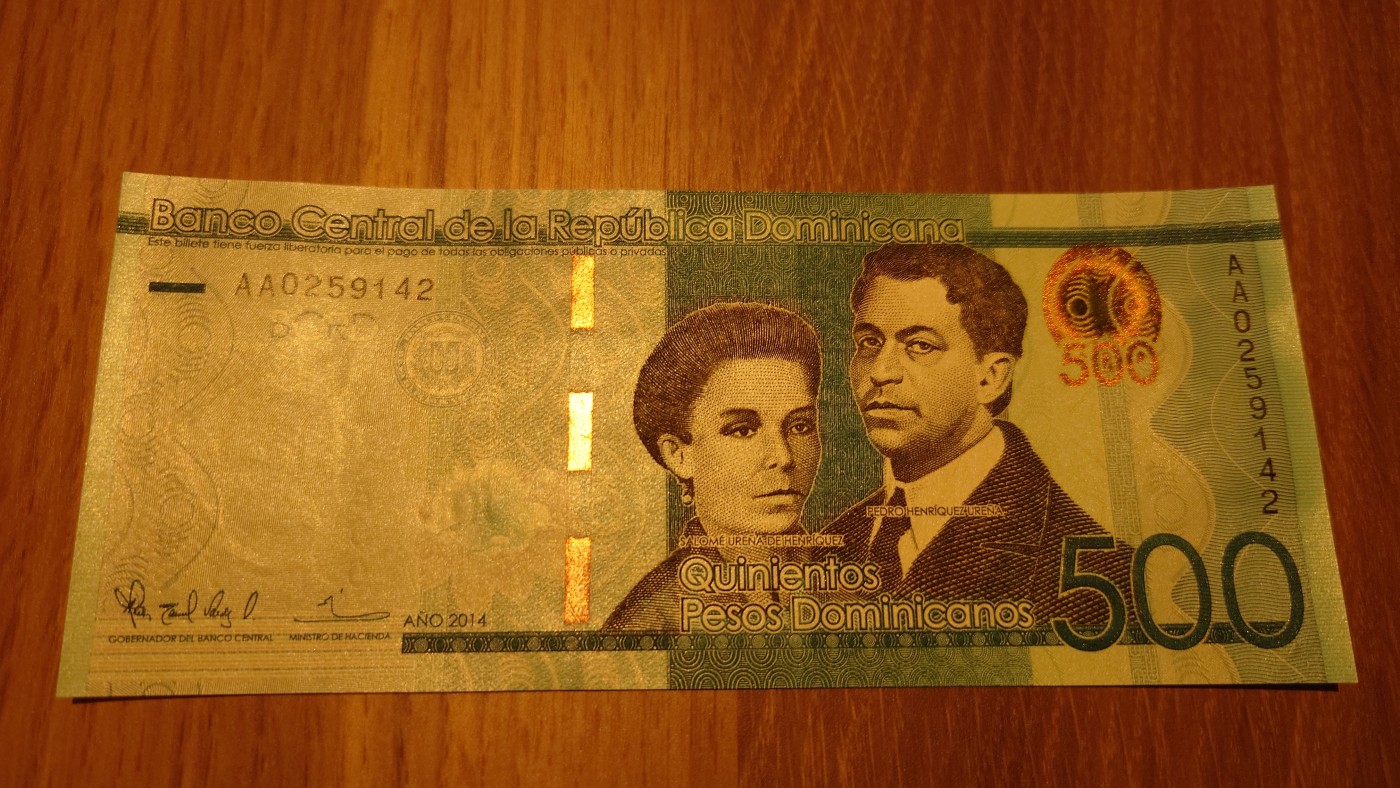 Banco Central de la República Dominicana
Este billete tiene fuerza liberatoria para el pago de todas las obligaciones públicas o privadas
AA0259142
AA0259142
500
PEDRO HENRÍQUEZ UREÑA
SALOMÉ UREÑA DE HENRÍQUEZ
Quinientos
Pesos Dominicanos
500
AÑO 2014
GOBERNADOR DEL BANCO CENTRAL
MINISTRO DE HACIENDA